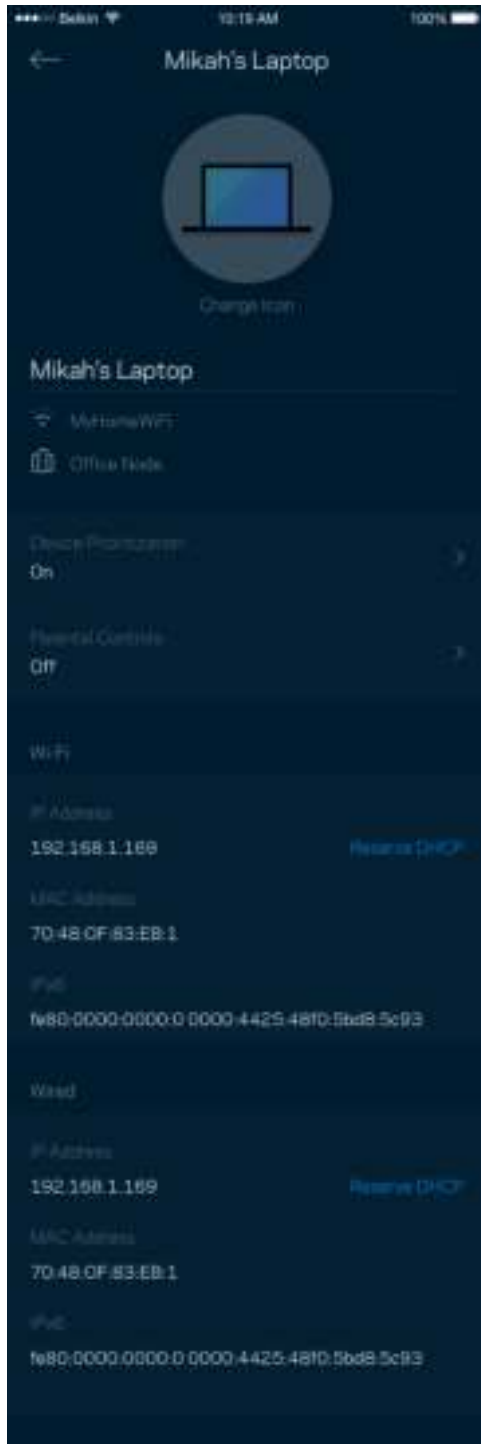 Belkin 10:19 AM 100%
Mikah's Laptop
Change Icon
Mikah's Laptop
MyHomeWiFi
Office Node
Device Prioritization
On
Parental Controls
Off
Wi-Fi
IP Address
192.168.1.169 Reserve DHCP
MAC Address
70:48:0F:83:EB:1
IPv6
fe80:0000:0000:0 0000:4425:48f0:5bd8:5c93
Wired
IP Address
192.168.1.169 Reserve DHCP
MAC Address
70:48:0F:83:EB:1
IPv6
fe80:0000:0000:0 0000:4425:48f0:5bd8:5c93